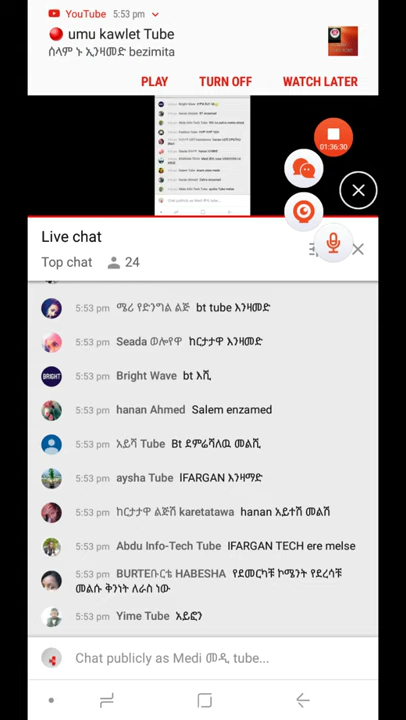 YouTube 5:53 pm
umu kawlet Tube
ሰላም ኑ ኢንዛመድ bezimita
PLAY TURN OFF WATCH LATER
01:36:30
Live chat
Top chat 24
5:53 pm ሜሪ የድንግል ልጅ bt tube እንዛመድ
5:53 pm Seada ወሎየዋ ከርታታዋ እንዛመድ
BRIGHT 5:53 pm Bright Wave bt እሺ
5:53 pm hanan Ahmed Salem enzamed
5:53 pm አይሻ Tube Bt ደምሬሻለዉ መልሺ
5:53 pm aysha Tube IFARGAN እንዛማድ
5:53 pm ከርታታዋ ልጅሽ karetatawa hanan አይተሽ መልሽ
5:53 pm Abdu Info-Tech Tube IFARGAN TECH ere melse
5:53 pm BURTEቡርቴ HABESHA የደመርካቹ ኮሜንት የደረሳቹ
መልሱ ቅንነት ለራስ ነው
5:53 pm Yime Tube አይፎን
Chat publicly as Medi መዲ tube...